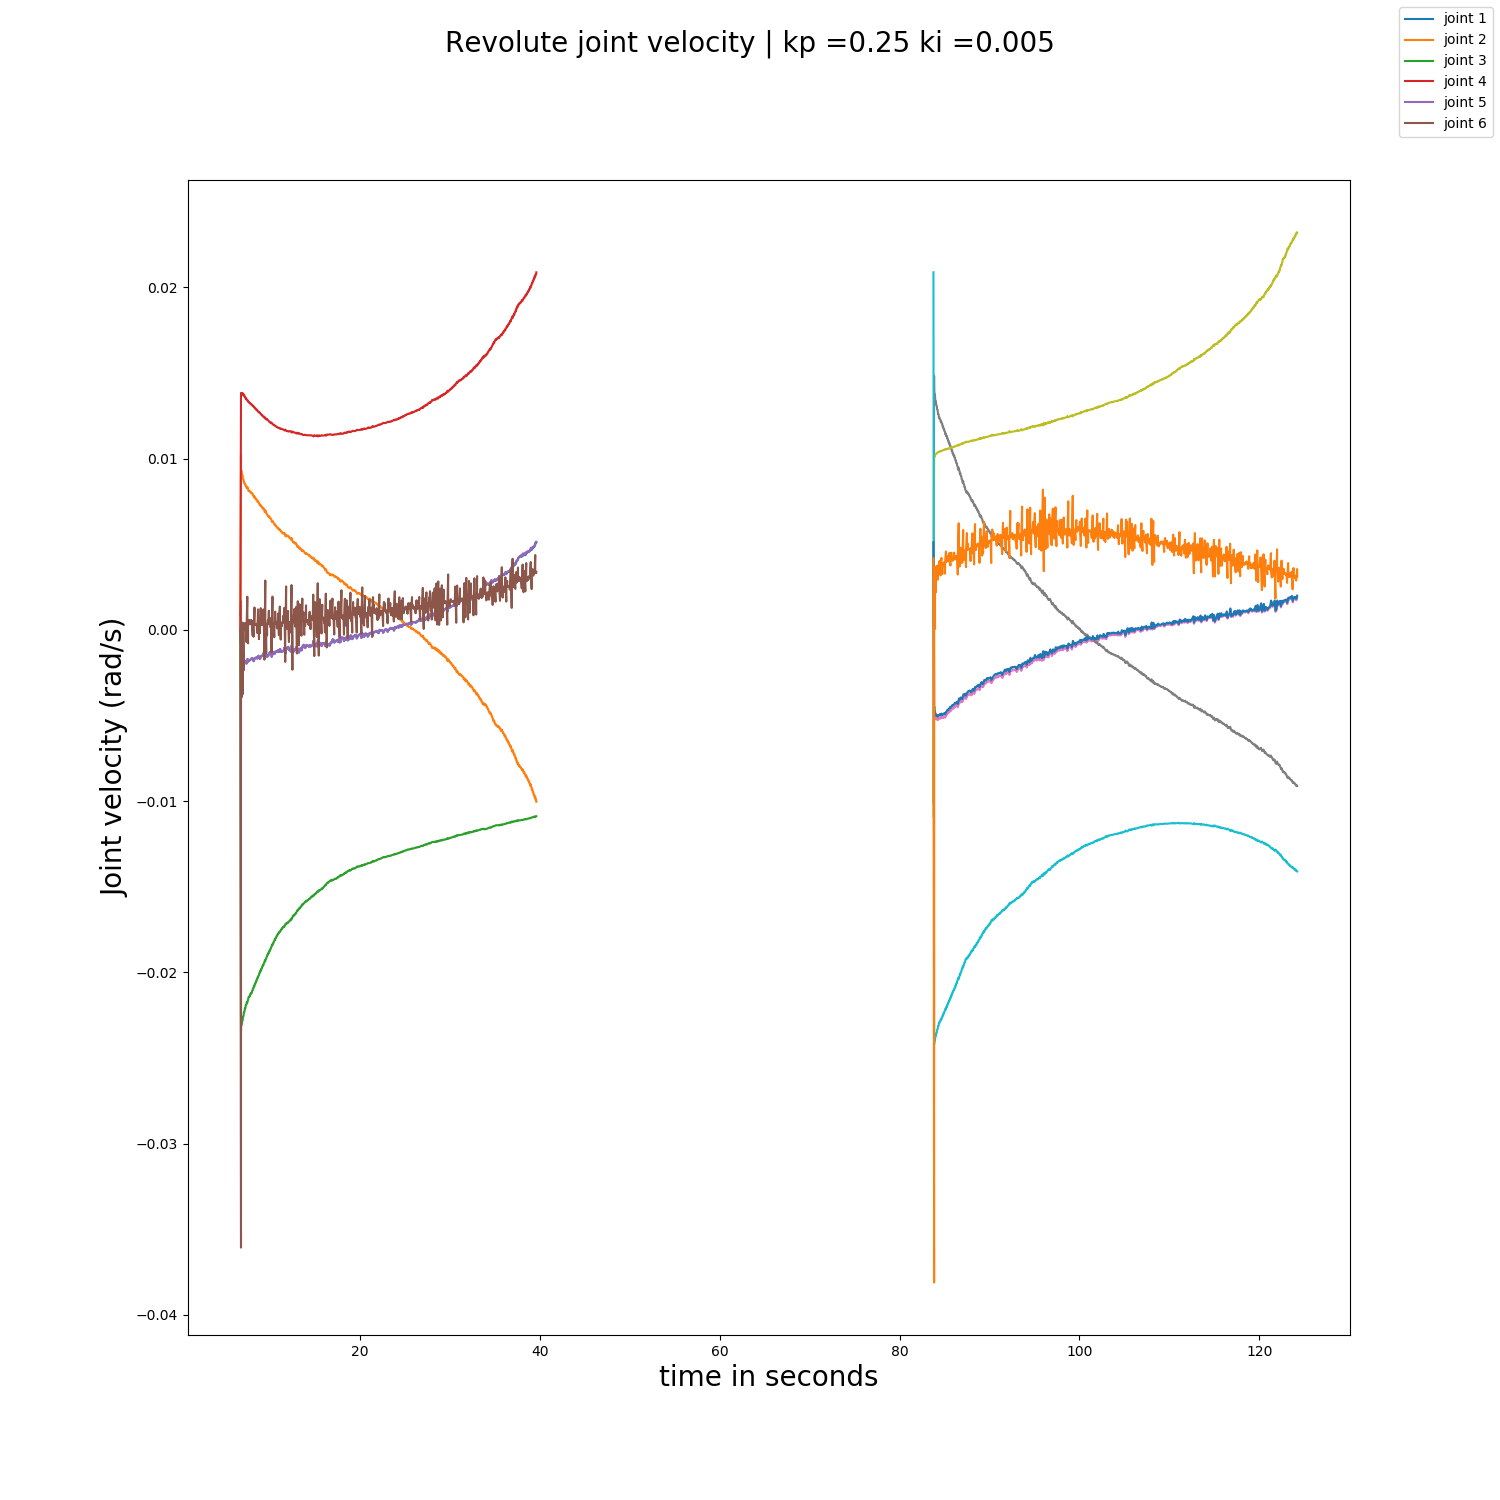 Revolute joint velocity | kp =0.25 ki =0.005
joint 1
joint 2
joint 3
joint 4
joint 5
joint 6
Joint velocity (rad/s)
0.02
0.01
0.00
−0.01
−0.02
−0.03
−0.04
20
40
60
80
100
120
time in seconds